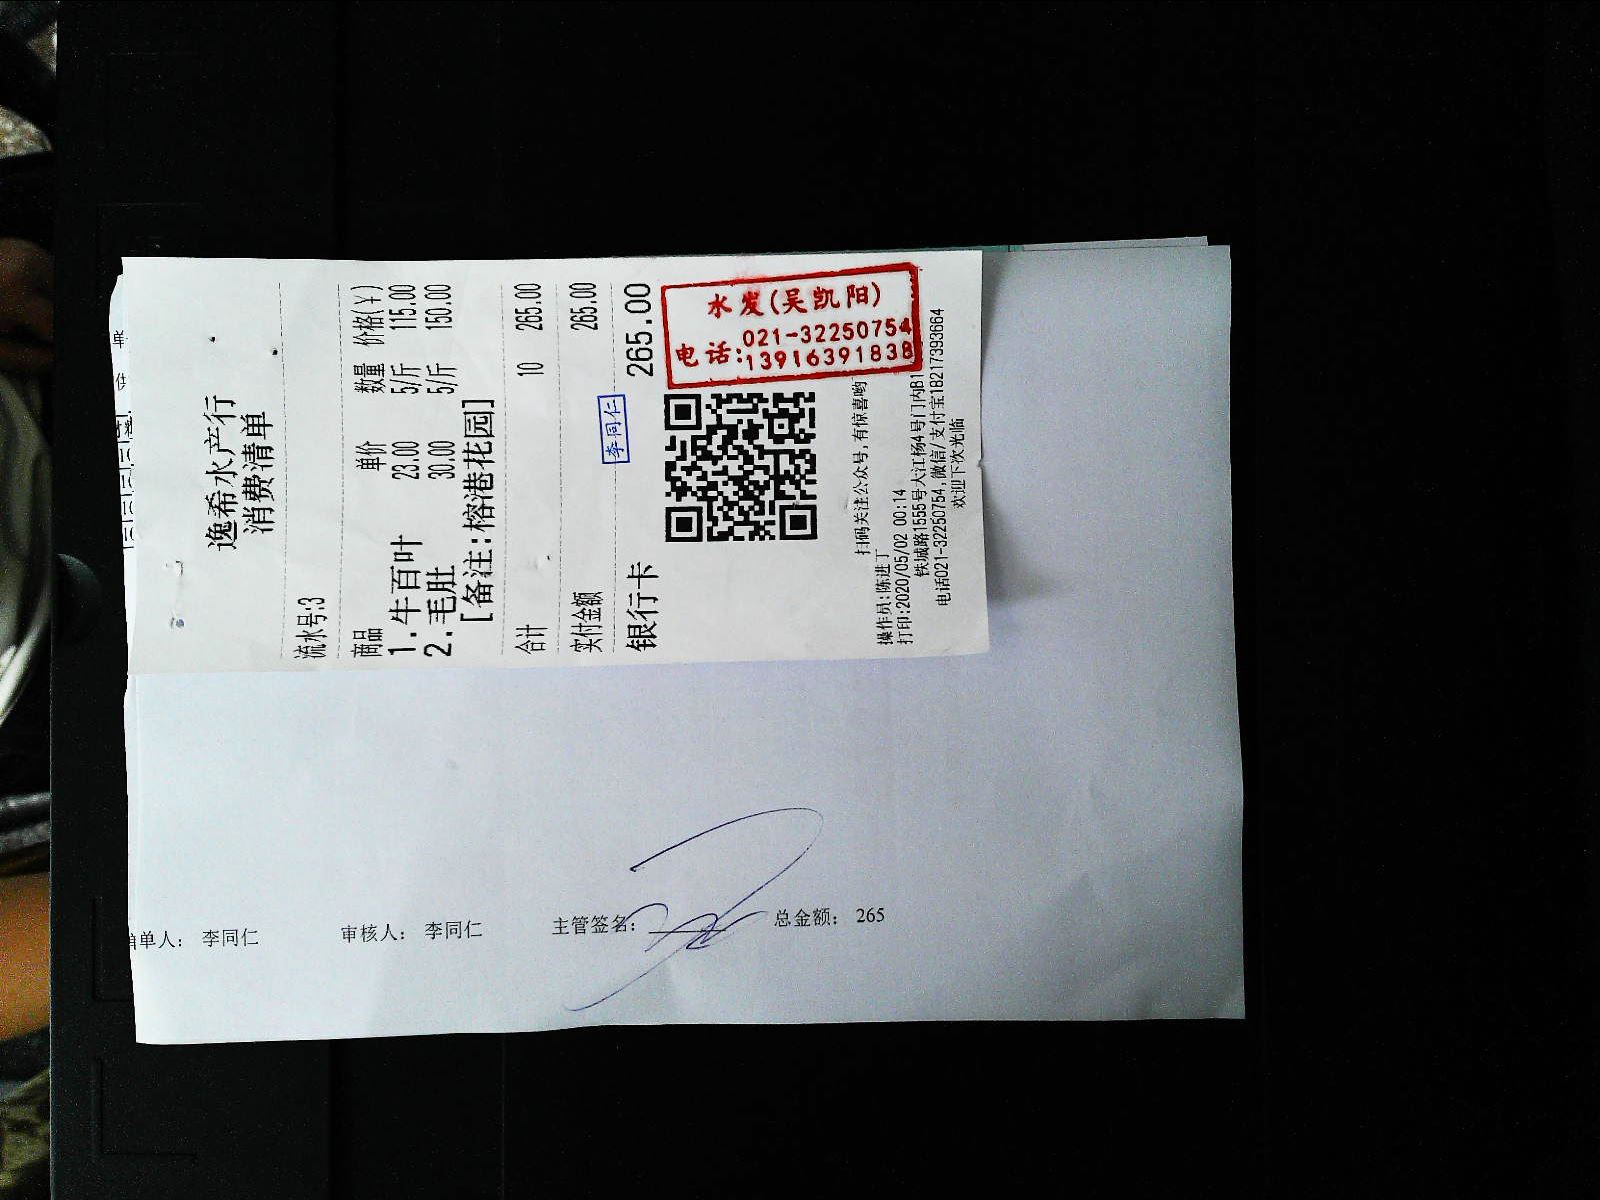 逸希水产行
消费清单
流水号:3
商品 单价 数量 价格(¥)
1.牛百叶 23.00 5/斤 115.00
2.毛肚 30.00 5/斤 150.00
[备注:榕港花园]
合计 10 265.00
实付金额 265.00
李同仁
银行卡 265.00
水发(吴凯阳)
021-32250754
电话:13916391838
扫码关注公众号,有惊喜哟
操作员:陈进丁
打印:2020/05/02 00:14
铁城路1555号大江杨4号门内B1
电话021-32250754,微信/支付宝18217393664
欢迎下次光临
单人: 李同仁 审核人: 李同仁 主管签名: 总金额: 265